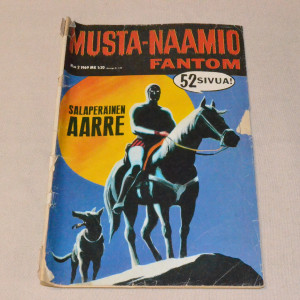 MUSTA-NAAMIO
FANTOM
52 SIVUA!
SALAPERÄINEN
AARRE